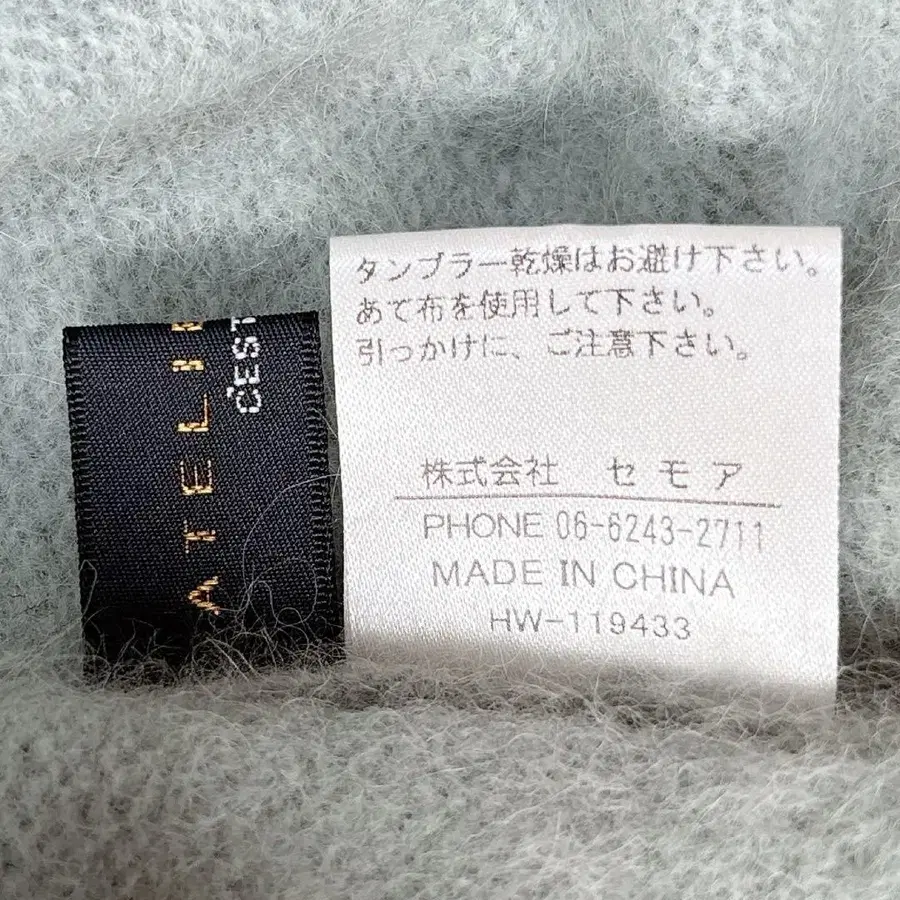 タンブラー乾燥はお避け下さい。
あて布を使用して下さい。
引っかけに、ご注意下さい。
株式会社 セモア
PHONE 06-6243-2711
MADE IN CHINA
HW-119433
ATELI
C'EST